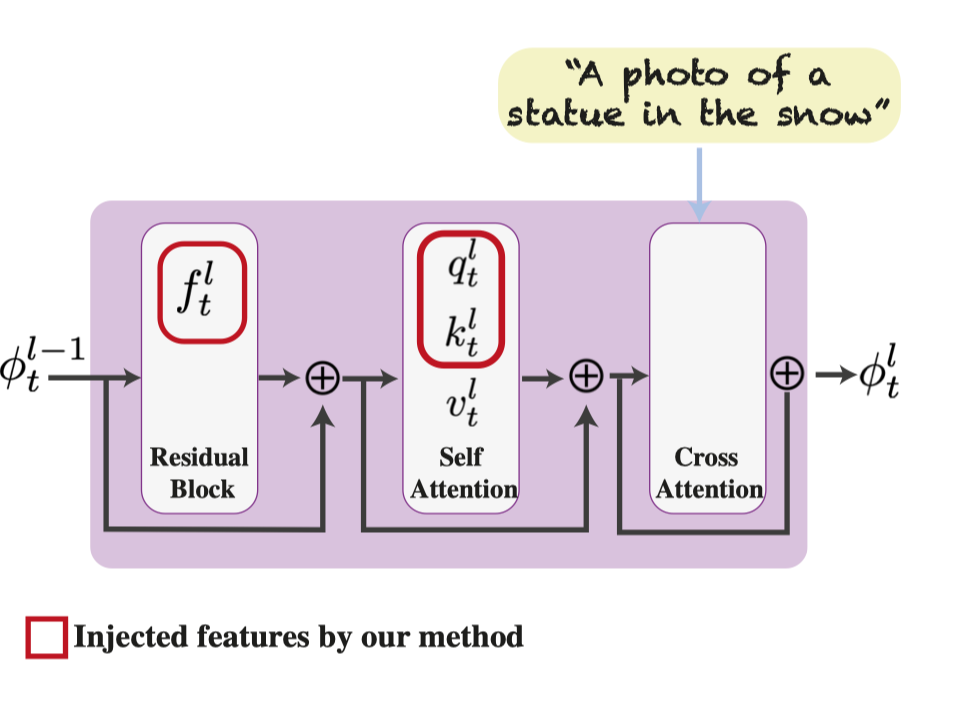 “A photo of a
statue in the snow”
f_t^l
q_t^l
k_t^l
v_t^l
ϕ_t^{l−1}
⊕
⊕
⊕
ϕ_t^l
Residual
Block
Self
Attention
Cross
Attention
Injected features by our method